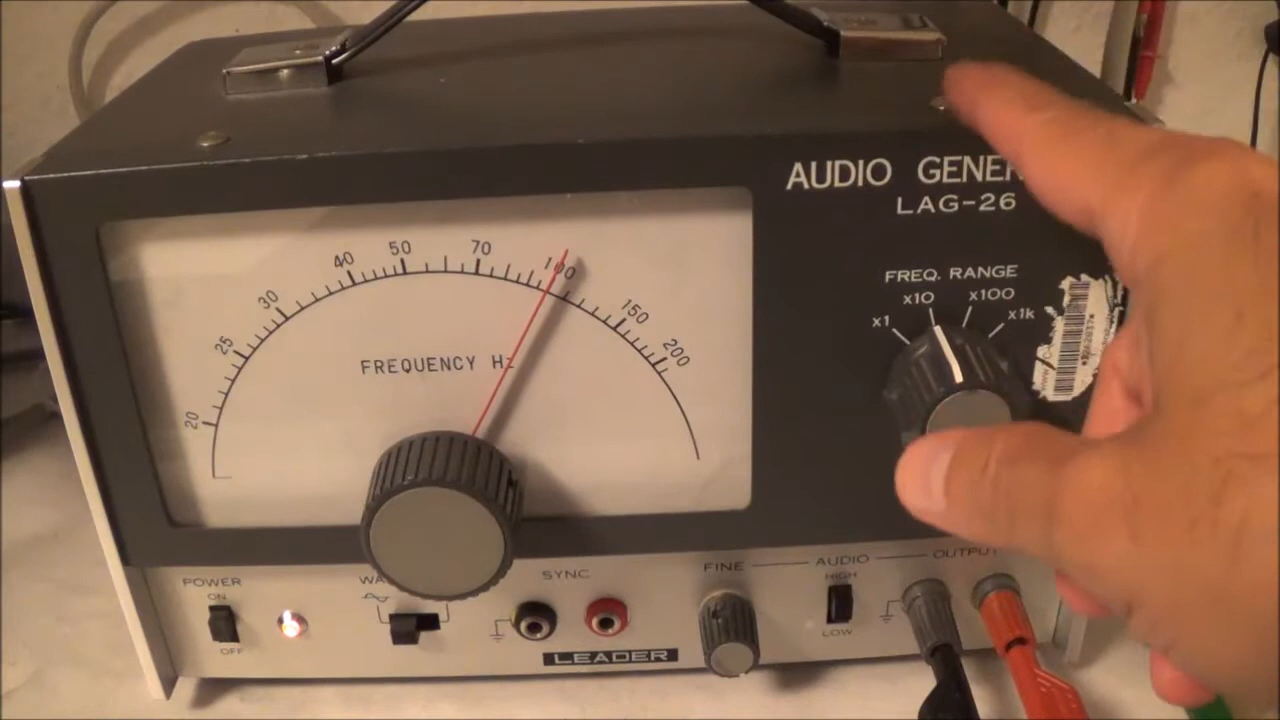 AUDIO GENER
LAG-26
FREQ. RANGE
x1 x10 x100 x1k
20 25 30 40 50 70 100 150 200
FREQUENCY Hz
POWER
ON
OFF
WA
SYNC
FINE
AUDIO
OUTPUT
HIGH
LOW
LEADER